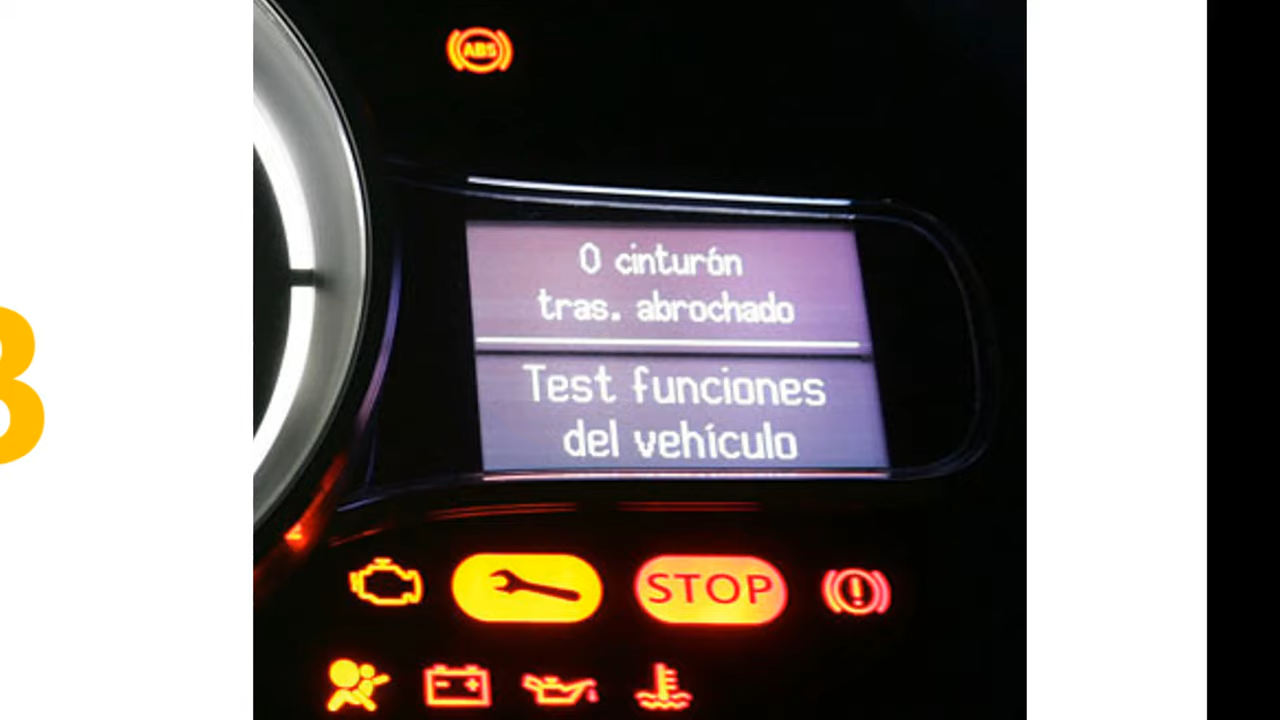 ABS
0 cinturón
tras. abrochado
Test funciones
del vehículo
STOP